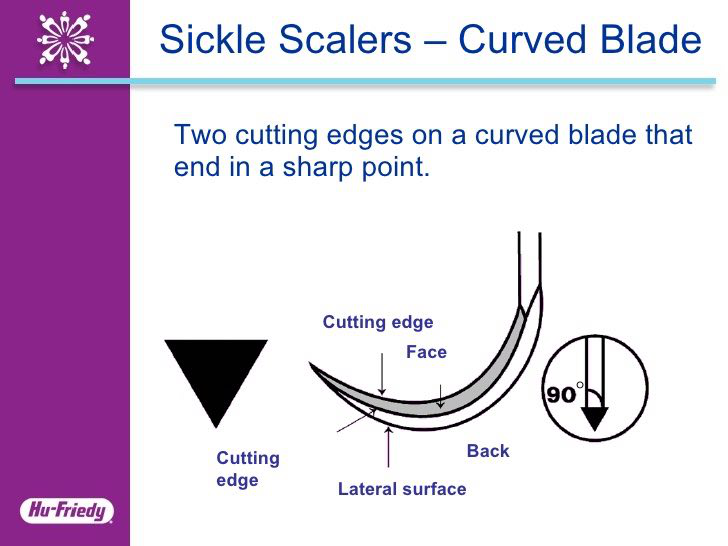 Sickle Scalers – Curved Blade
Two cutting edges on a curved blade that
end in a sharp point.
Cutting edge
Face
90°
Cutting
edge
Back
Lateral surface
Hu-Friedy